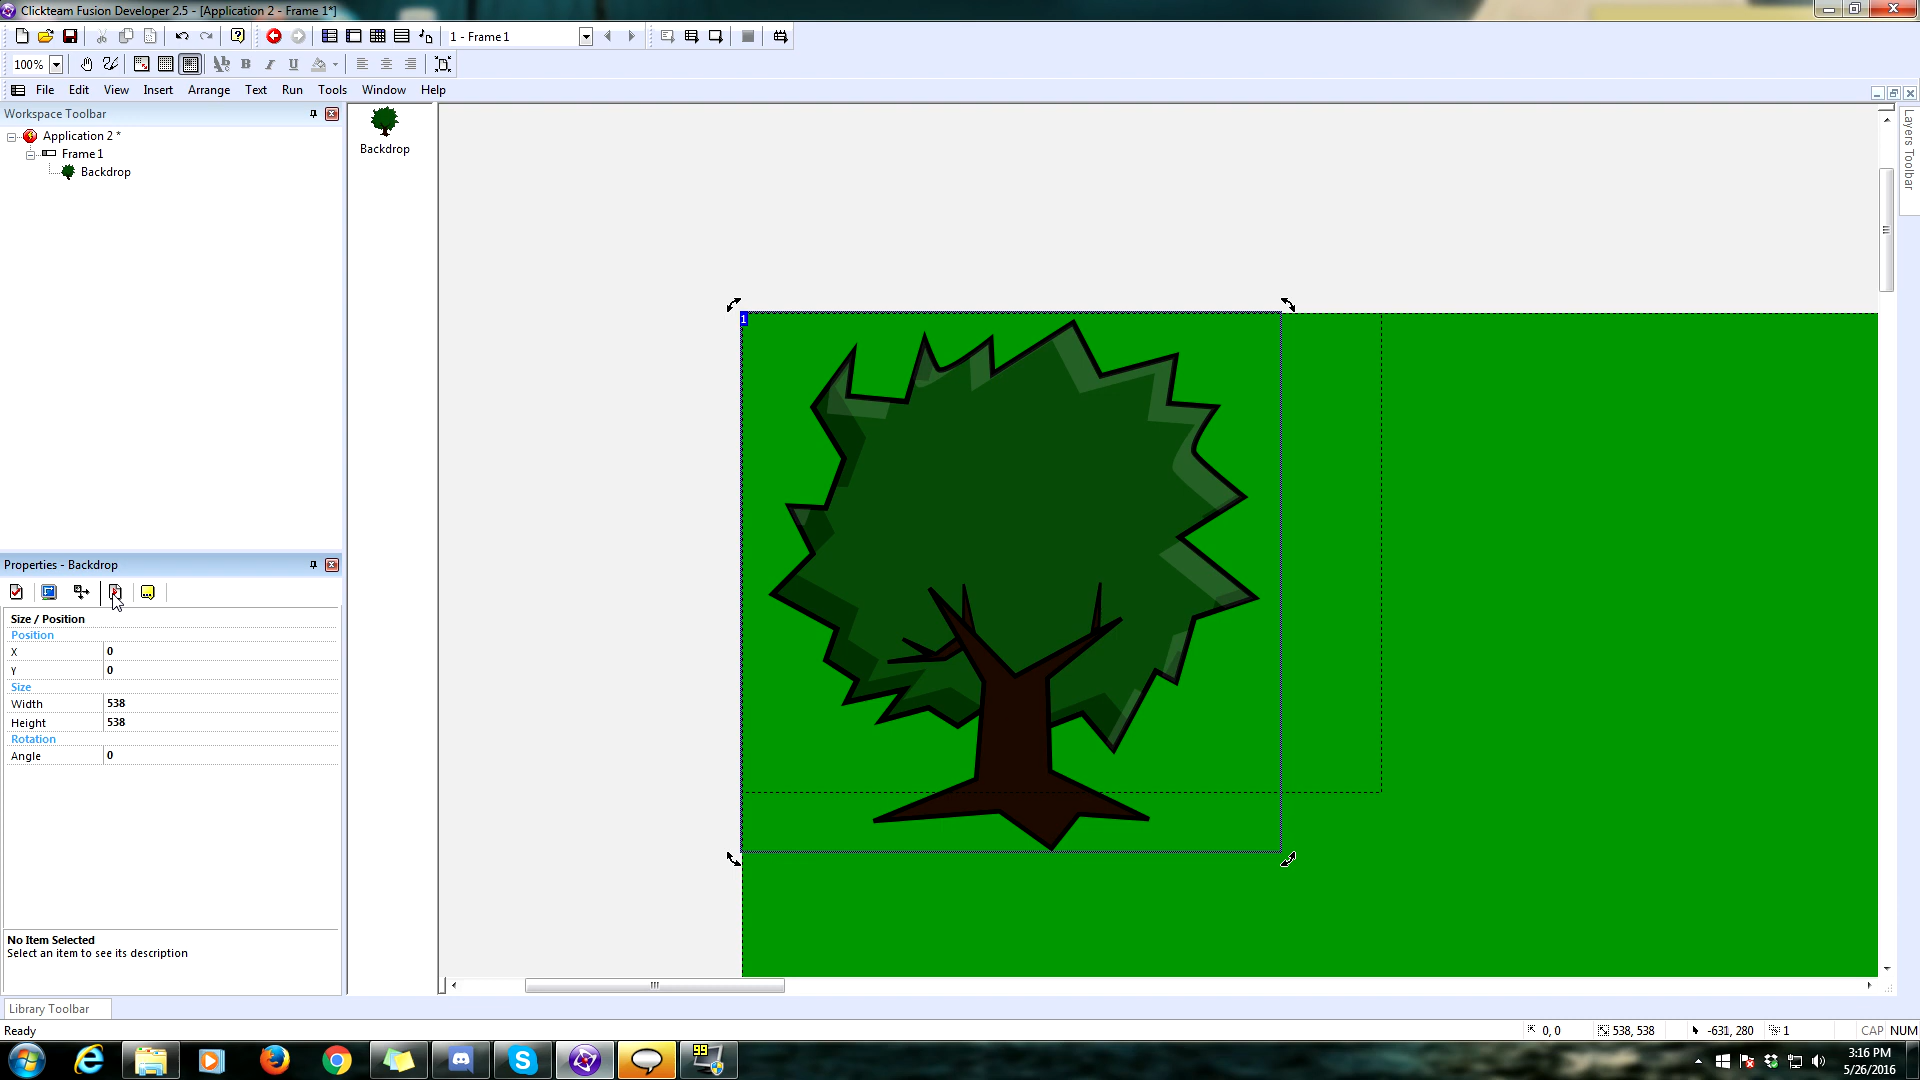 Clickteam Fusion Developer 2.5 - [Application 2 - Frame 1*]
1 - Frame 1
100%
B I U
File Edit View Insert Arrange Text Run Tools Window Help
Workspace Toolbar
Application 2 *
Frame 1
Backdrop
Backdrop
Layers Toolbar
1
Properties - Backdrop
Size / Position
Position
X 0
Y 0
Size
Width 538
Height 538
Rotation
Angle 0
No Item Selected
Select an item to see its description
Library Toolbar
Ready
0, 0
538, 538
-631, 280
1
CAP NUM
99
3:16 PM
5/26/2016